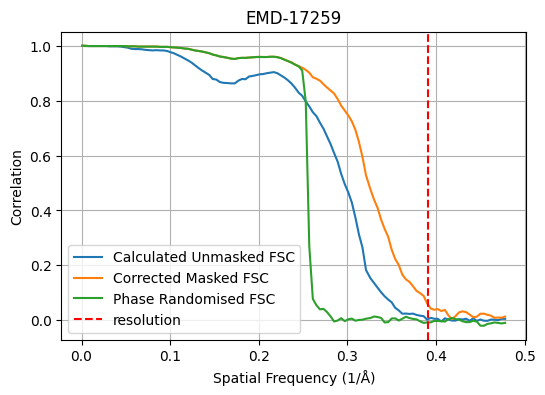 EMD-17259
1.0
0.8
0.6
0.4
0.2
0.0
Correlation
Calculated Unmasked FSC
Corrected Masked FSC
Phase Randomised FSC
resolution
0.0 0.1 0.2 0.3 0.4 0.5
Spatial Frequency (1/Å)